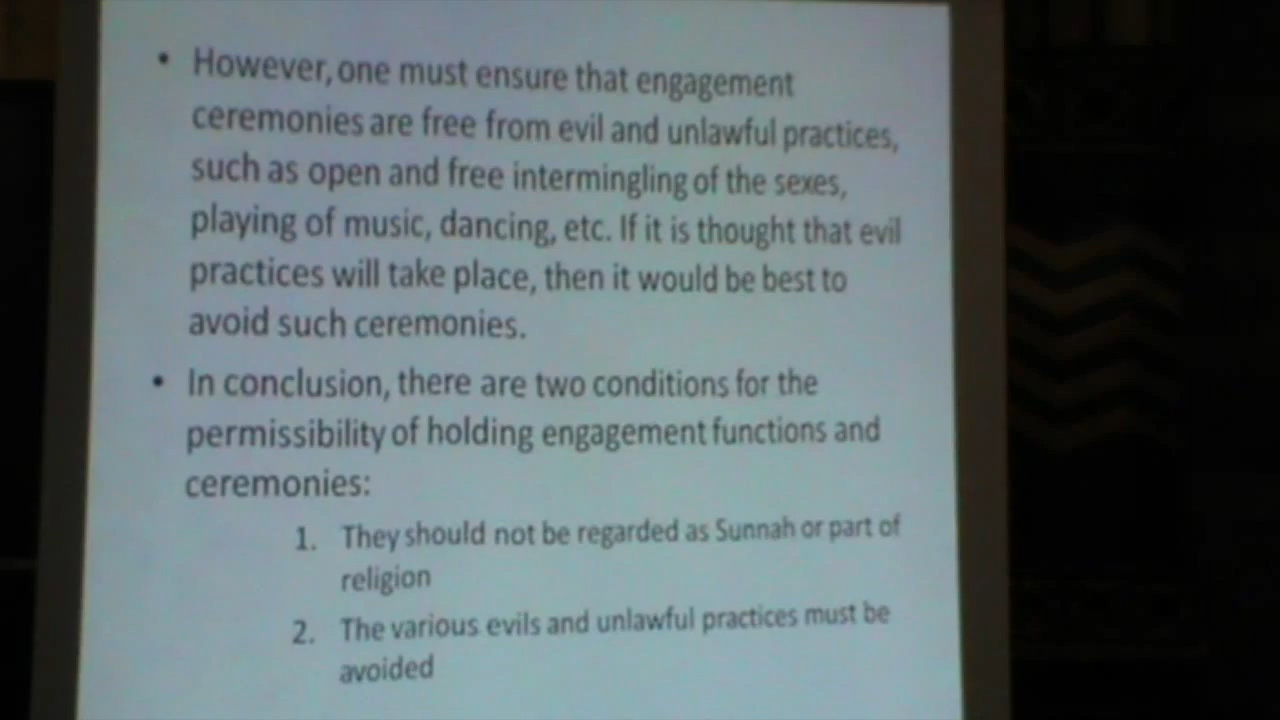 • However, one must ensure that engagement
ceremonies are free from evil and unlawful practices,
such as open and free intermingling of the sexes,
playing of music, dancing, etc. If it is thought that evil
practices will take place, then it would be best to
avoid such ceremonies.
• In conclusion, there are two conditions for the
permissibility of holding engagement functions and
ceremonies:
1. They should not be regarded as Sunnah or part of
religion
2. The various evils and unlawful practices must be
avoided